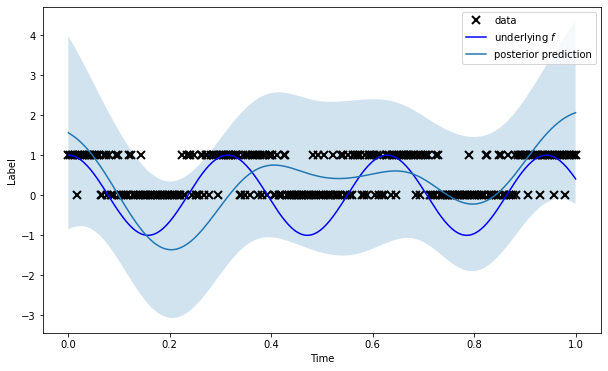 data
underlying f
posterior prediction
4
3
2
1
0
−1
−2
−3
Label
0.0 0.2 0.4 0.6 0.8 1.0
Time